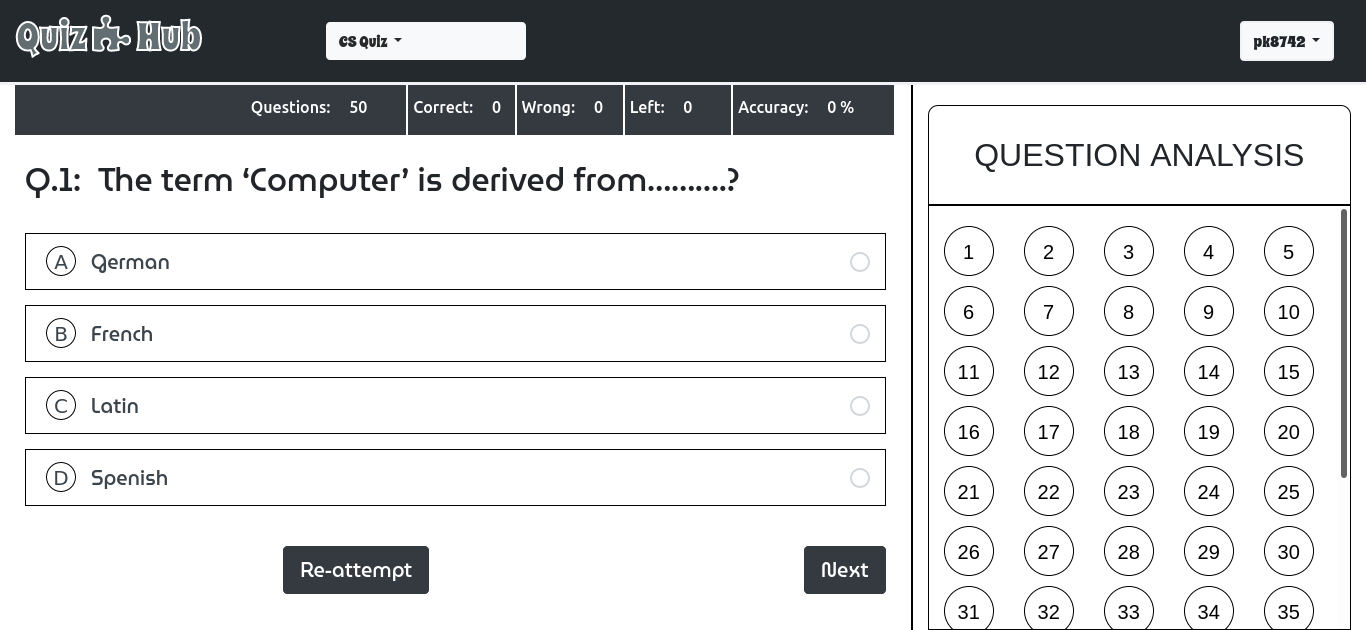 Quiz Hub
CS Quiz
pk8742
Questions: 50 Correct: 0 Wrong: 0 Left: 0 Accuracy: 0 %
Q.1: The term ‘Computer’ is derived from..........?
A German
B French
C Latin
D Spenish
Re-attempt
Next
QUESTION ANALYSIS
1 2 3 4 5
6 7 8 9 10
11 12 13 14 15
16 17 18 19 20
21 22 23 24 25
26 27 28 29 30
31 32 33 34 35